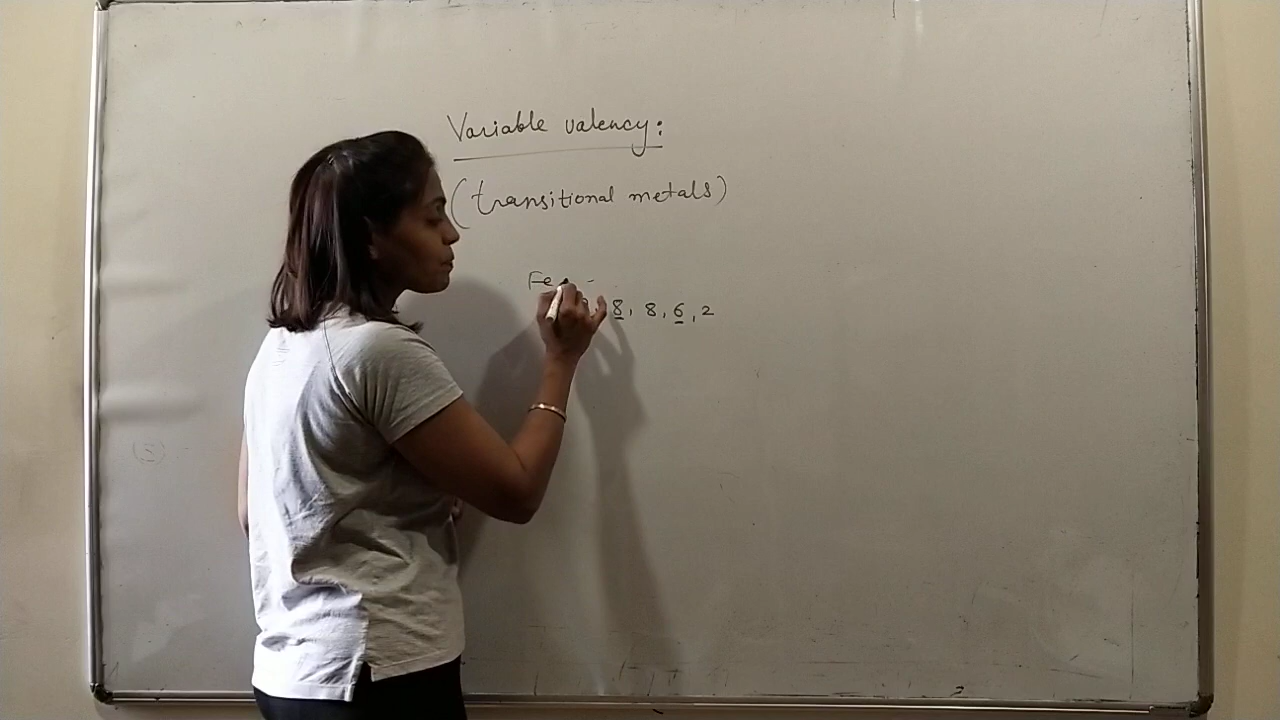 Variable valency:
(transitional metals)
Fe -
8, 8, 6, 2